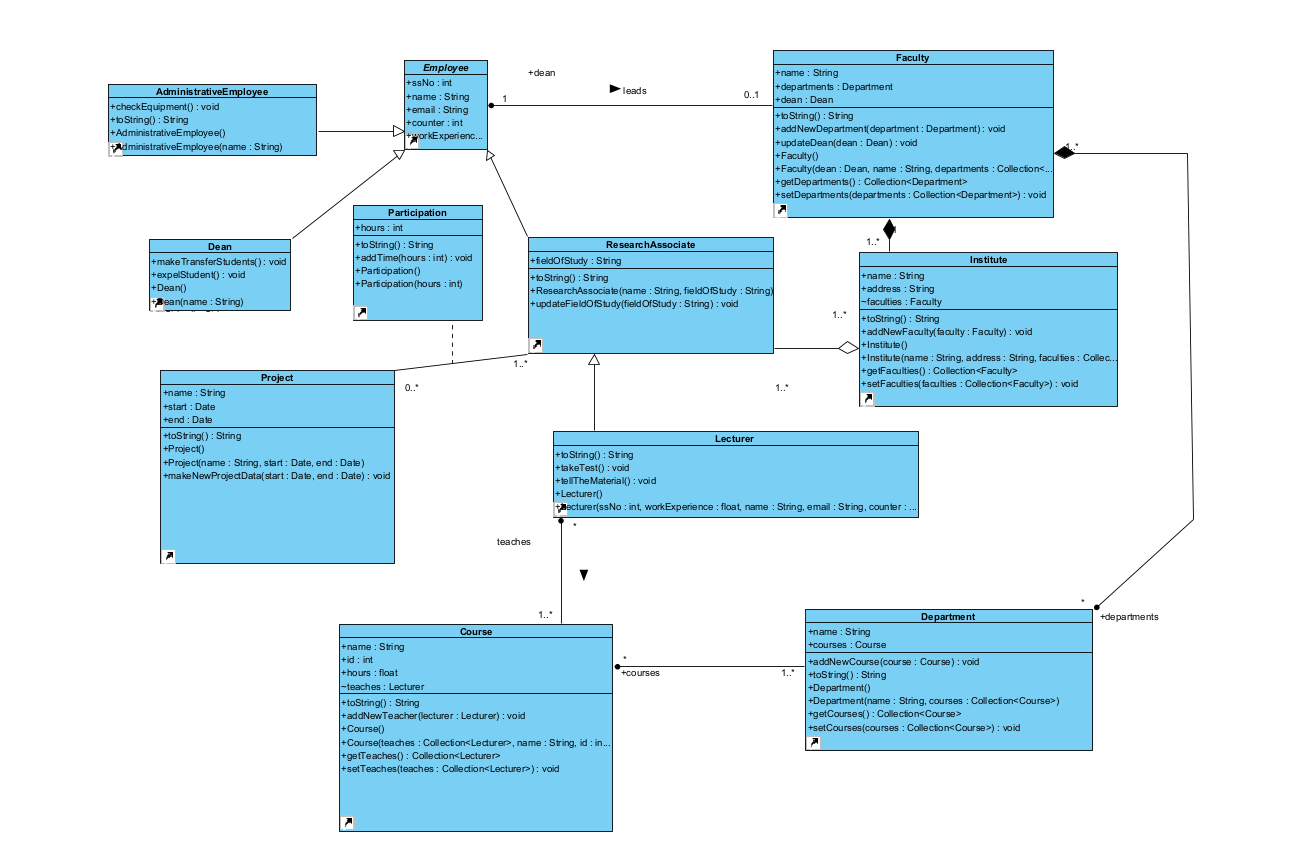 Employee
+ssNo : int
+name : String
+email : String
+counter : int
+workExperienc...
+dean
1
leads
0..1
Faculty
+name : String
+departments : Department
+dean : Dean
+toString() : String
+addNewDepartment(department : Department) : void
+updateDean(dean : Dean) : void
+Faculty()
+Faculty(dean : Dean, name : String, departments : Collection<...
+getDepartments() : Collection<Department>
+setDepartments(departments : Collection<Department>) : void
1..*
AdministrativeEmployee
+checkEquipment() : void
+toString() : String
+AdministrativeEmployee()
+AdministrativeEmployee(name : String)
Participation
+hours : int
+toString() : String
+addTime(hours : int) : void
+Participation()
+Participation(hours : int)
Dean
+makeTransferStudents() : void
+expelStudent() : void
+Dean()
+Dean(name : String)
ResearchAssociate
+fieldOfStudy : String
+toString() : String
+ResearchAssociate(name : String, fieldOfStudy : String)
+updateFieldOfStudy(fieldOfStudy : String) : void
1..*
Institute
+name : String
+address : String
~faculties : Faculty
+toString() : String
+addNewFaculty(faculty : Faculty) : void
+Institute()
+Institute(name : String, address : String, faculties : Collec...
+getFaculties() : Collection<Faculty>
+setFaculties(faculties : Collection<Faculty>) : void
1..*
1..*
1..*
0..*
Project
+name : String
+start : Date
+end : Date
+toString() : String
+Project()
+Project(name : String, start : Date, end : Date)
+makeNewProjectData(start : Date, end : Date) : void
Lecturer
+toString() : String
+takeTest() : void
+tellTheMaterial() : void
+Lecturer()
+Lecturer(ssNo : int, workExperience : float, name : String, email : String, counter : ...
*
teaches
1..*
Course
+name : String
+id : int
+hours : float
~teaches : Lecturer
+toString() : String
+addNewTeacher(lecturer : Lecturer) : void
+Course()
+Course(teaches : Collection<Lecturer>, name : String, id : in...
+getTeaches() : Collection<Lecturer>
+setTeaches(teaches : Collection<Lecturer>) : void
*
+courses
1..*
*
+departments
Department
+name : String
+courses : Course
+addNewCourse(course : Course) : void
+toString() : String
+Department()
+Department(name : String, courses : Collection<Course>)
+getCourses() : Collection<Course>
+setCourses(courses : Collection<Course>) : void